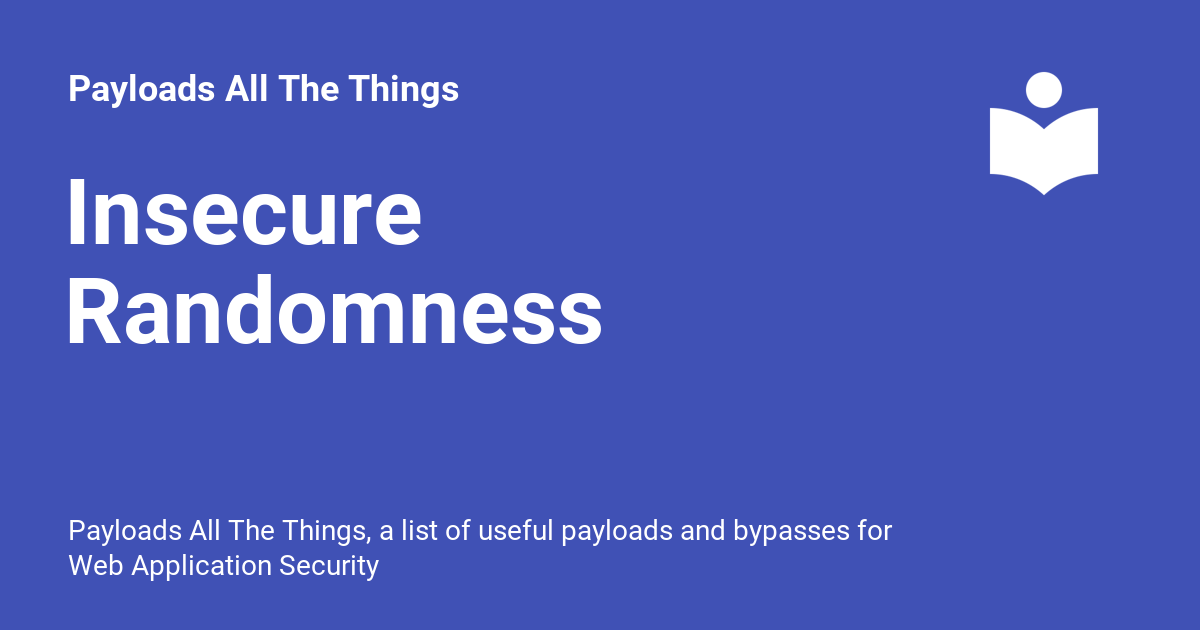 Payloads All The Things
Insecure
Randomness
Payloads All The Things, a list of useful payloads and bypasses for
Web Application Security